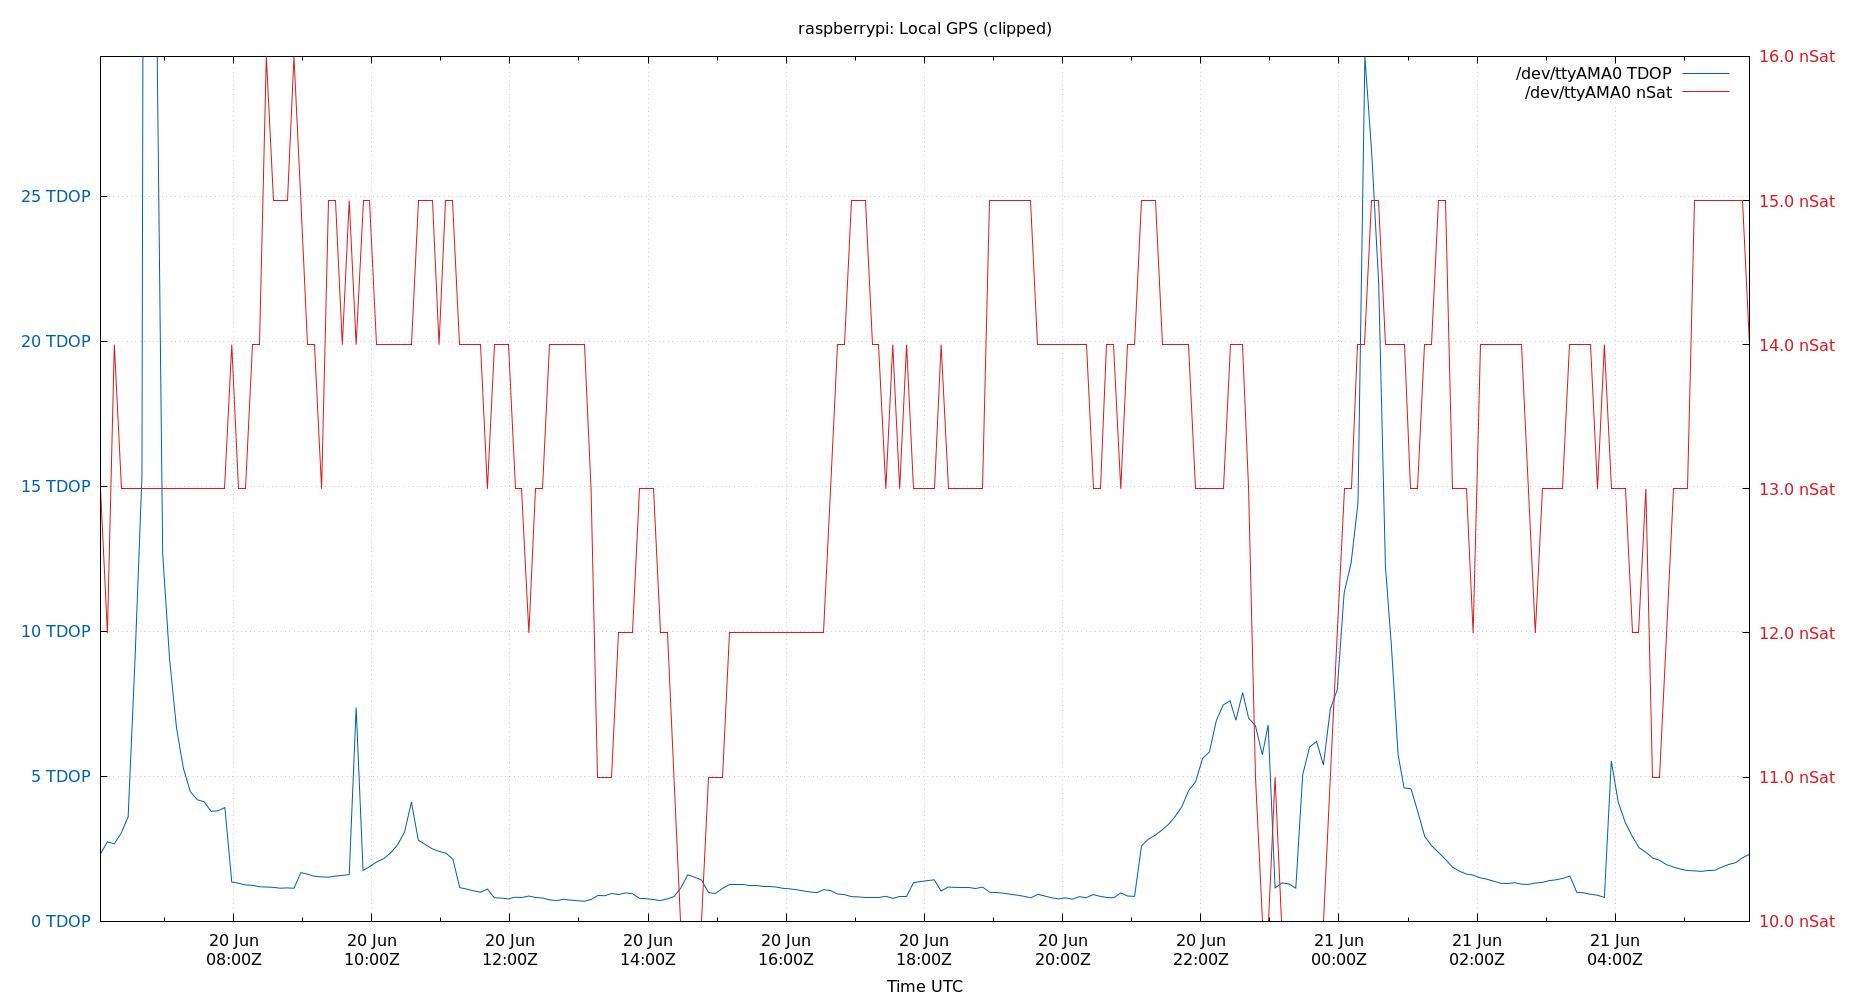 raspberrypi: Local GPS (clipped)
/dev/ttyAMA0 TDOP
/dev/ttyAMA0 nSat
25 TDOP
20 TDOP
15 TDOP
10 TDOP
5 TDOP
0 TDOP
16.0 nSat
15.0 nSat
14.0 nSat
13.0 nSat
12.0 nSat
11.0 nSat
10.0 nSat
20 Jun 20 Jun 20 Jun 20 Jun 20 Jun 20 Jun 20 Jun 20 Jun 21 Jun 21 Jun 21 Jun
08:00Z 10:00Z 12:00Z 14:00Z 16:00Z 18:00Z 20:00Z 22:00Z 00:00Z 02:00Z 04:00Z
Time UTC